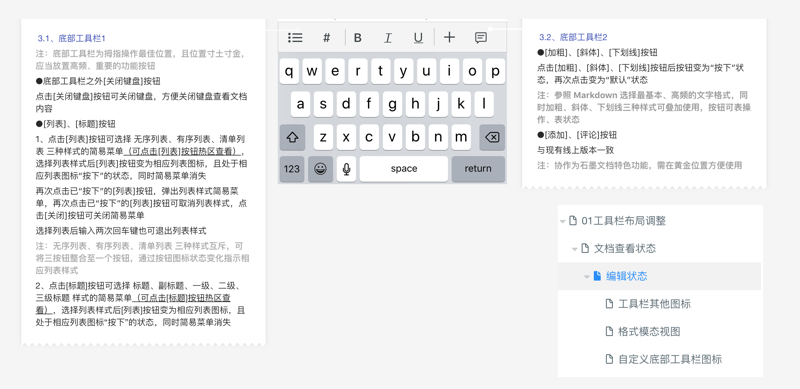 3.1、底部工具栏1
注：底部工具栏为拇指操作最佳位置，且位置寸土寸金，
应当放置高频、重要的功能按钮
●底部工具栏之外[关闭键盘]按钮
点击[关闭键盘]按钮可关闭键盘，方便关闭键盘查看文档
内容
●[列表]、[标题]按钮
1、点击[列表]按钮可选择 无序列表、有序列表、清单列
表 三种样式的简易菜单（可点击[列表]按钮热区查看），
选择列表样式后[列表]按钮变为相应列表图标，且处于相
应列表图标“按下”的状态，同时简易菜单消失
再次点击已“按下”的[列表]按钮，弹出列表样式简易菜
单，再次点击已“按下”的[列表]按钮可取消列表样式，点
击[关闭]按钮可关闭简易菜单
选择列表后输入两次回车键也可退出列表样式
注：无序列表、有序列表、清单列表 三种样式互斥，可
将三按钮整合至一个按钮，通过按钮图标状态变化指示相
应列表样式
2、点击[标题]按钮可选择 标题、副标题、一级、二级、
三级标题 样式的简易菜单（可点击[标题]按钮热区查
看），选择列表样式后[列表]按钮变为相应列表图标，且
处于相应列表图标“按下”的状态，同时简易菜单消失
# B I U +
q w e r t y u i o p
a s d f g h j k l
z x c v b n m
123 space return
3.2、底部工具栏2
●[加粗]、[斜体]、[下划线]按钮
点击[加粗]、[斜体]、[下划线]按钮后按钮变为“按下”状
态，再次点击变为“默认”状态
注：参照 Markdown 选择最基本、高频的文字格式，同
时加粗、斜体、下划线三种样式可叠加使用，按钮可表操
作、表状态
●[添加]、[评论]按钮
与现有线上版本一致
注：协作为石墨文档特色功能，需在黄金位置方便使用
01工具栏布局调整
文档查看状态
编辑状态
工具栏其他图标
格式模态视图
自定义底部工具栏图标